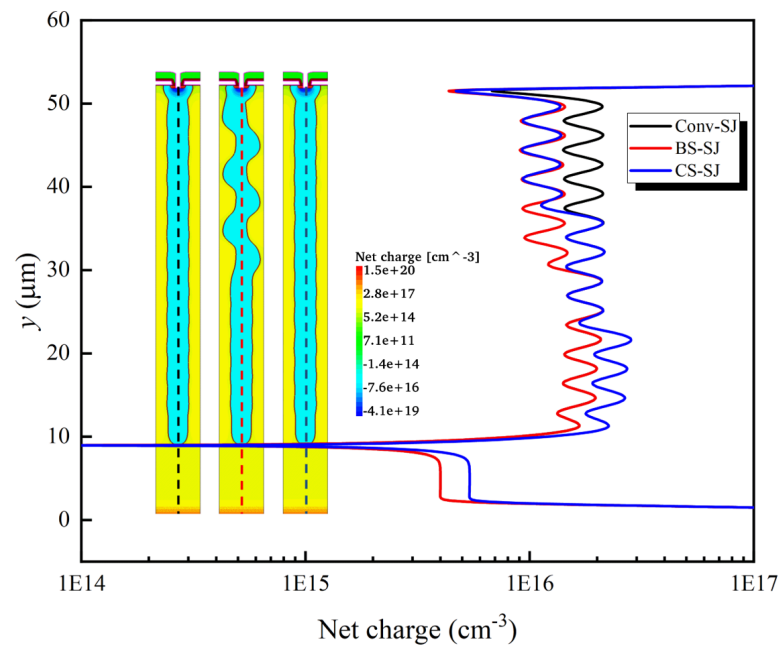 60
50
40
30
20
10
0
y (μm)
Conv-SJ
BS-SJ
CS-SJ
Net charge [cm^-3]
1.5e+20
2.8e+17
5.2e+14
7.1e+11
-1.4e+14
-7.6e+16
-4.1e+19
1E14
1E15
1E16
1E17
Net charge (cm⁻³)